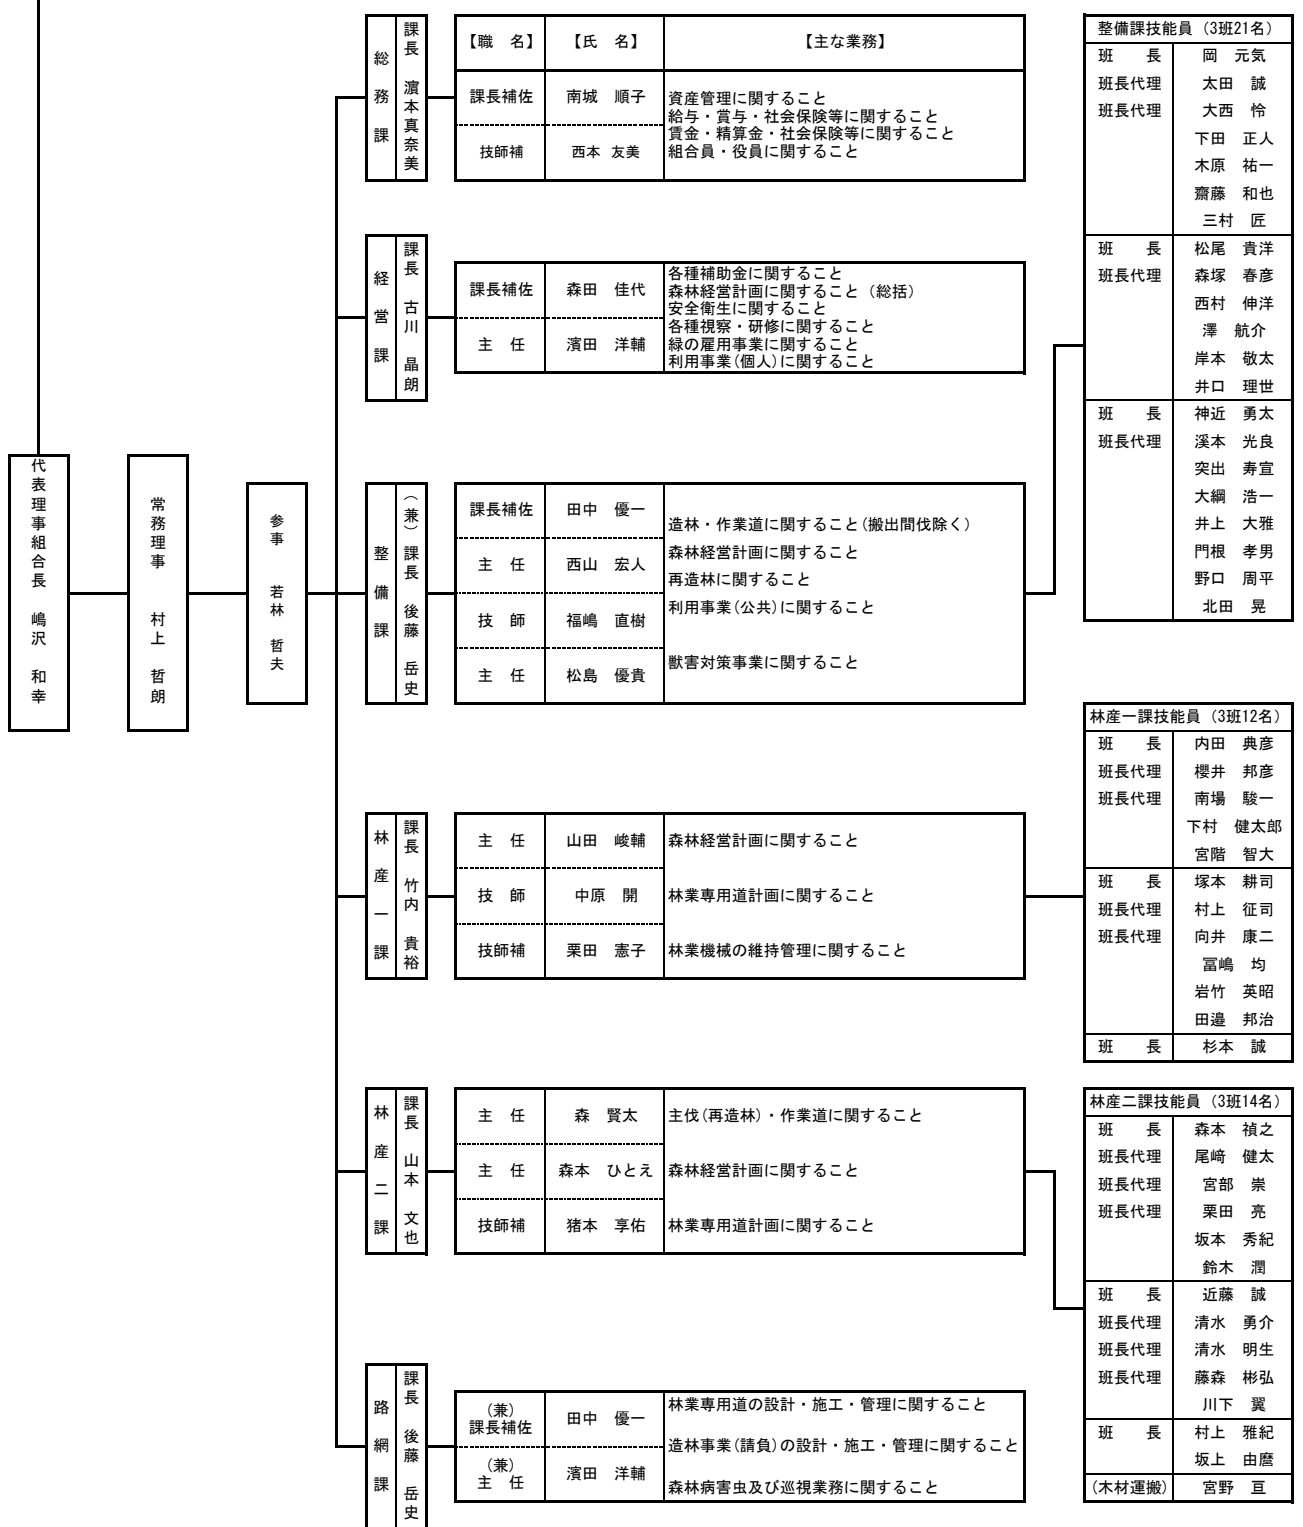 代表理事組合長　嶋沢　和幸
常務理事　村上　哲朗
参事　若林　哲夫
総務課
課長　濵本真奈美
【職　名】　【氏　名】　【主な業務】
課長補佐　南城　順子
技師補　西本　友美
資産管理に関すること
給与・賞与・社会保険等に関すること
賃金・精算金・社会保険等に関すること
組合員・役員に関すること
経営課
課長　古川　晶朗
課長補佐　森田　佳代
主　任　濱田　洋輔
各種補助金に関すること
森林経営計画に関すること（総括）
安全衛生に関すること
各種視察・研修に関すること
緑の雇用事業に関すること
利用事業(個人)に関すること
整備課
（兼）課長　後藤　岳史
課長補佐　田中　優一
主　任　西山　宏人
技　師　福嶋　直樹
主　任　松島　優貴
造林・作業道に関すること(搬出間伐除く)
森林経営計画に関すること
再造林に関すること
利用事業(公共)に関すること
獣害対策事業に関すること
林産一課
課長　竹内　貴裕
主　任　山田　峻輔　森林経営計画に関すること
技　師　中原　開　林業専用道計画に関すること
技師補　栗田　憲子　林業機械の維持管理に関すること
林産二課
課長　山本　文也
主　任　森　賢太　主伐(再造林)・作業道に関すること
主　任　森本　ひとえ　森林経営計画に関すること
技師補　猪本　享佑　林業専用道計画に関すること
路網課
課長　後藤　岳史
(兼)
課長補佐　田中　優一
(兼)
主　任　濱田　洋輔
林業専用道の設計・施工・管理に関すること
造林事業(請負)の設計・施工・管理に関すること
森林病害虫及び巡視業務に関すること
整備課技能員（3班21名）
班　長　岡　元気
班長代理　太田　誠
班長代理　大西　怜
下田　正人
木原　祐一
齋藤　和也
三村　匠
班　長　松尾　貴洋
班長代理　森塚　春彦
西村　伸洋
澤　航介
岸本　敬太
井口　理世
班　長　神近　勇太
班長代理　溪本　光良
突出　寿宣
大綱　浩一
井上　大雅
門根　孝男
野口　周平
北田　晃
林産一課技能員（3班12名）
班　長　内田　典彦
班長代理　櫻井　邦彦
班長代理　南場　駿一
下村　健太郎
宮階　智大
班　長　塚本　耕司
班長代理　村上　征司
班長代理　向井　康二
冨嶋　均
岩竹　英昭
田邉　邦治
班　長　杉本　誠
林産二課技能員（3班14名）
班　長　森本　禎之
班長代理　尾﨑　健太
班長代理　宮部　崇
班長代理　栗田　亮
坂本　秀紀
鈴木　潤
班　長　近藤　誠
班長代理　清水　勇介
班長代理　清水　明生
班長代理　藤森　彬弘
川下　翼
班　長　村上　雅紀
坂上　由麿
(木材運搬)　宮野　亘